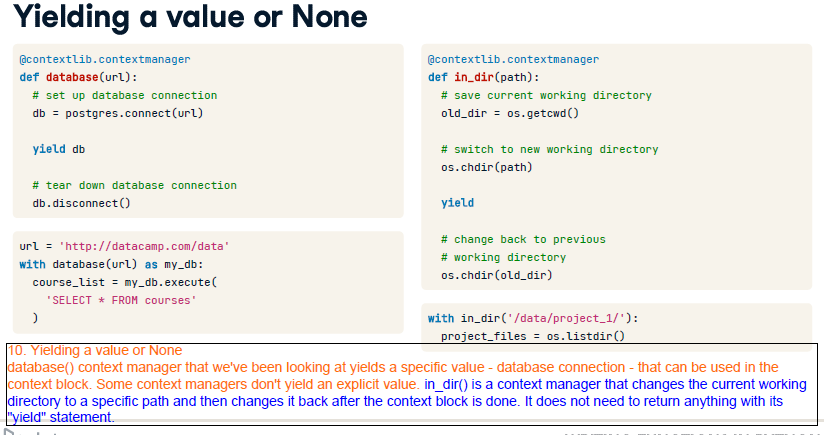 Yielding a value or None
@contextlib.contextmanager
def database(url):
# set up database connection
db = postgres.connect(url)
yield db
# tear down database connection
db.disconnect()
url = 'http://datacamp.com/data'
with database(url) as my_db:
course_list = my_db.execute(
'SELECT * FROM courses'
)
@contextlib.contextmanager
def in_dir(path):
# save current working directory
old_dir = os.getcwd()
# switch to new working directory
os.chdir(path)
yield
# change back to previous
# working directory
os.chdir(old_dir)
with in_dir('/data/project_1/'):
project_files = os.listdir()
10. Yielding a value or None
database() context manager that we've been looking at yields a specific value - database connection - that can be used in the
context block. Some context managers don't yield an explicit value. in_dir() is a context manager that changes the current working
directory to a specific path and then changes it back after the context block is done. It does not need to return anything with its
"yield" statement.